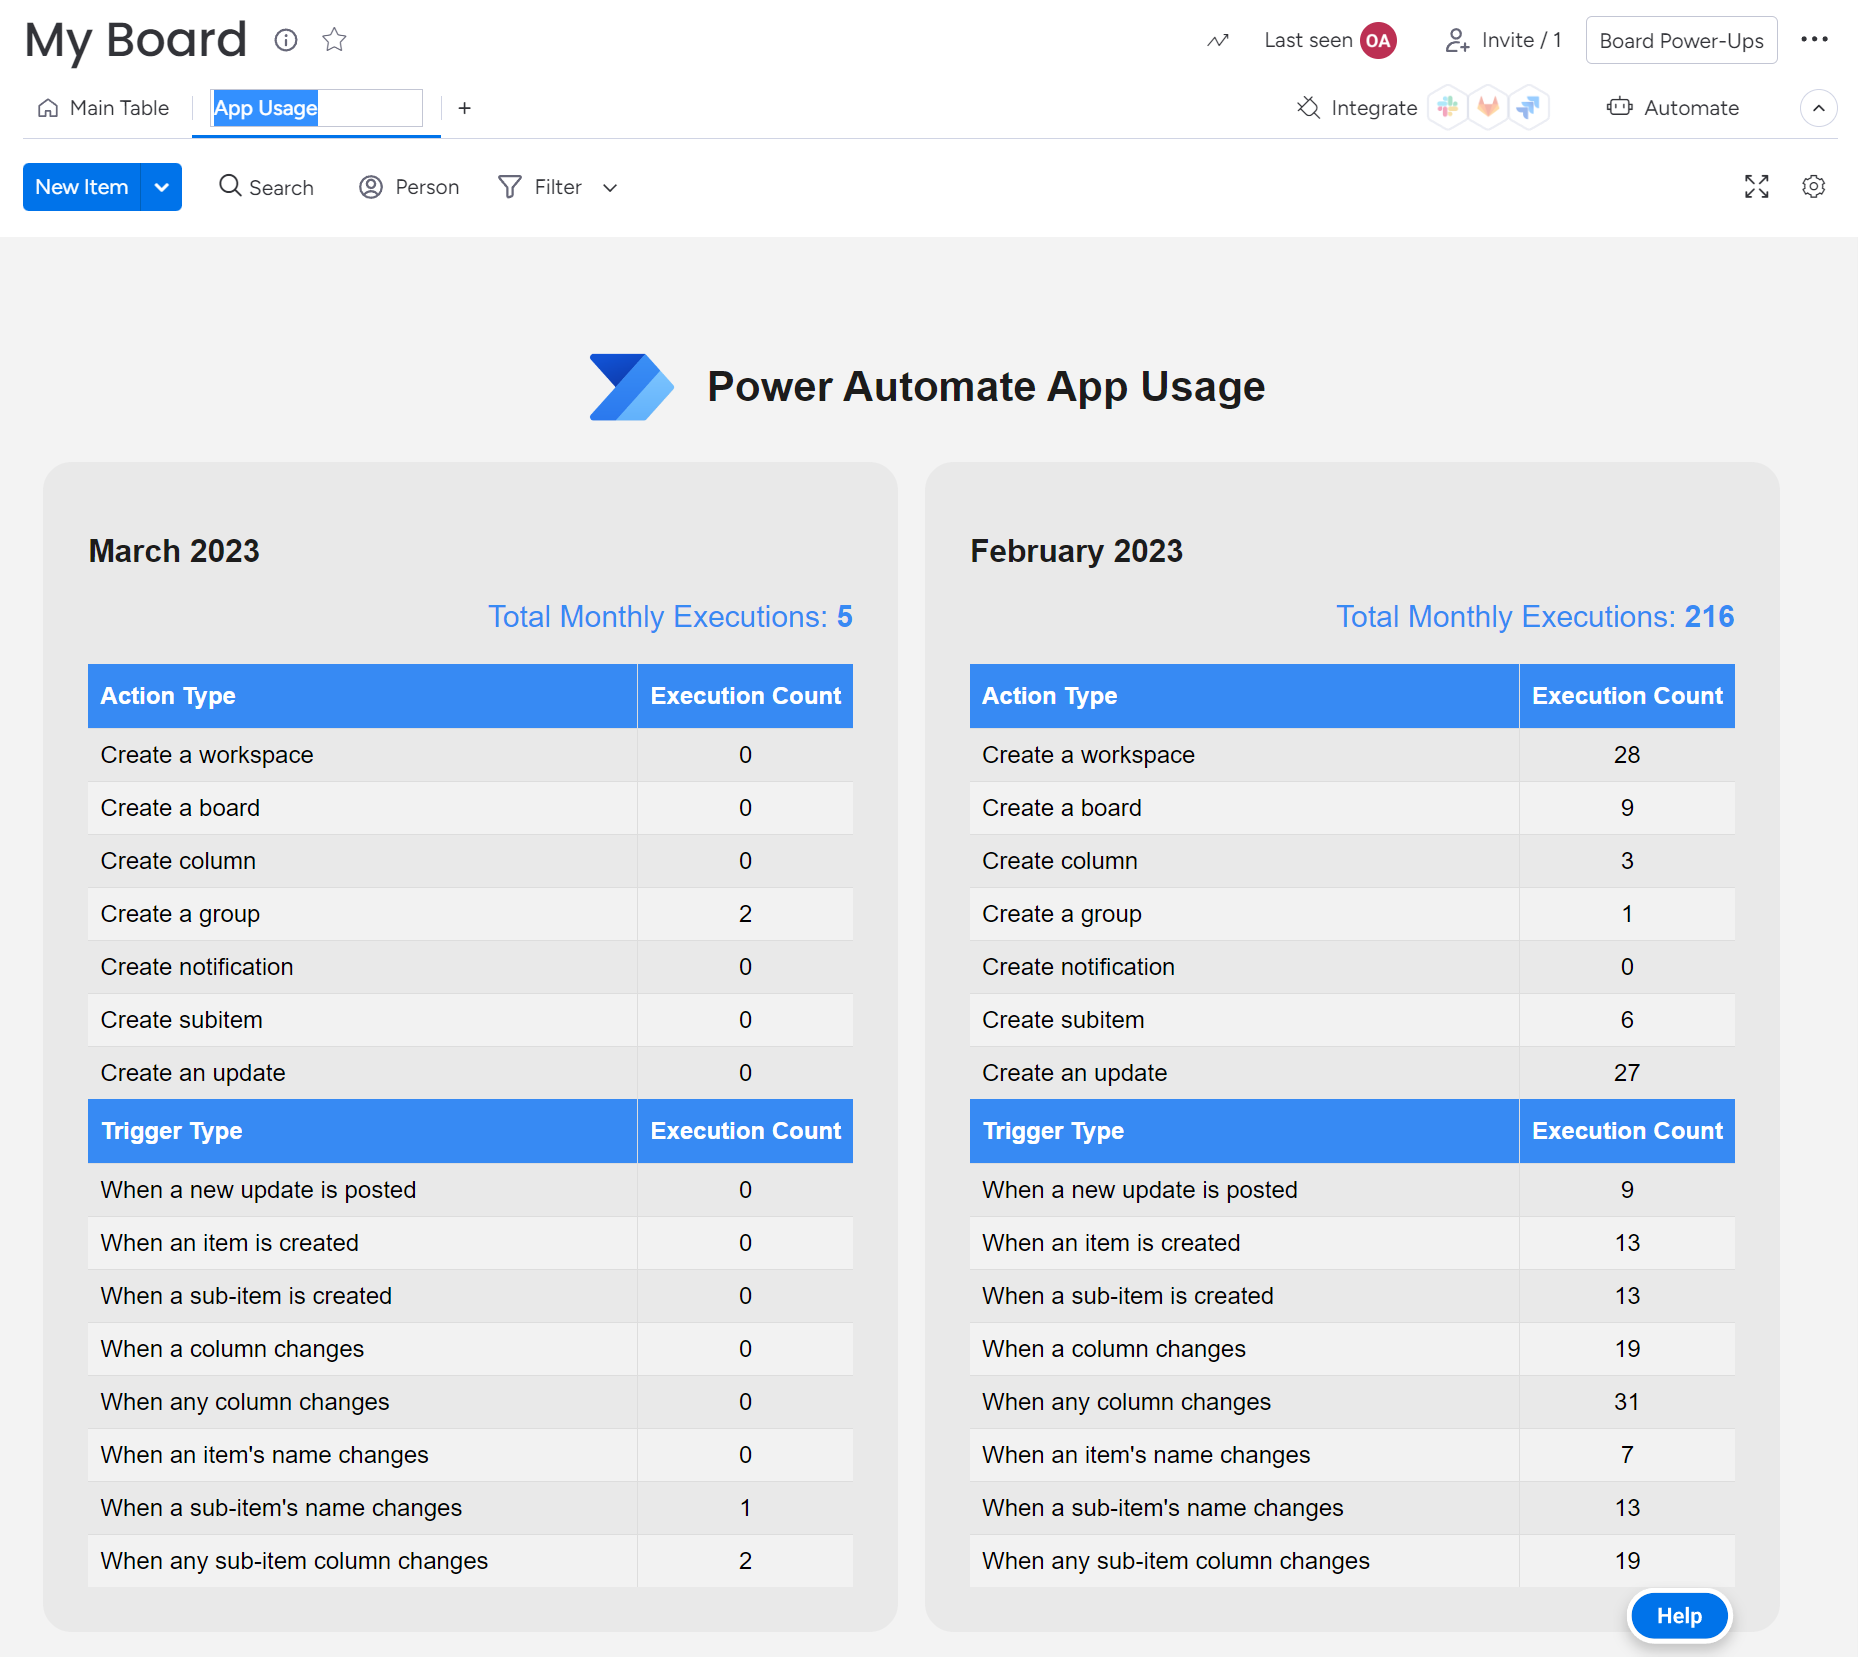 My Board
Last seen OA Invite / 1 Board Power-Ups
Main Table App Usage + Integrate Automate
New Item Search Person Filter
Power Automate App Usage
March 2023
Total Monthly Executions: 5
Action Type Execution Count
Create a workspace 0
Create a board 0
Create column 0
Create a group 2
Create notification 0
Create subitem 0
Create an update 0
Trigger Type Execution Count
When a new update is posted 0
When an item is created 0
When a sub-item is created 0
When a column changes 0
When any column changes 0
When an item's name changes 0
When a sub-item's name changes 1
When any sub-item column changes 2
February 2023
Total Monthly Executions: 216
Action Type Execution Count
Create a workspace 28
Create a board 9
Create column 3
Create a group 1
Create notification 0
Create subitem 6
Create an update 27
Trigger Type Execution Count
When a new update is posted 9
When an item is created 13
When a sub-item is created 13
When a column changes 19
When any column changes 31
When an item's name changes 7
When a sub-item's name changes 13
When any sub-item column changes 19
Help